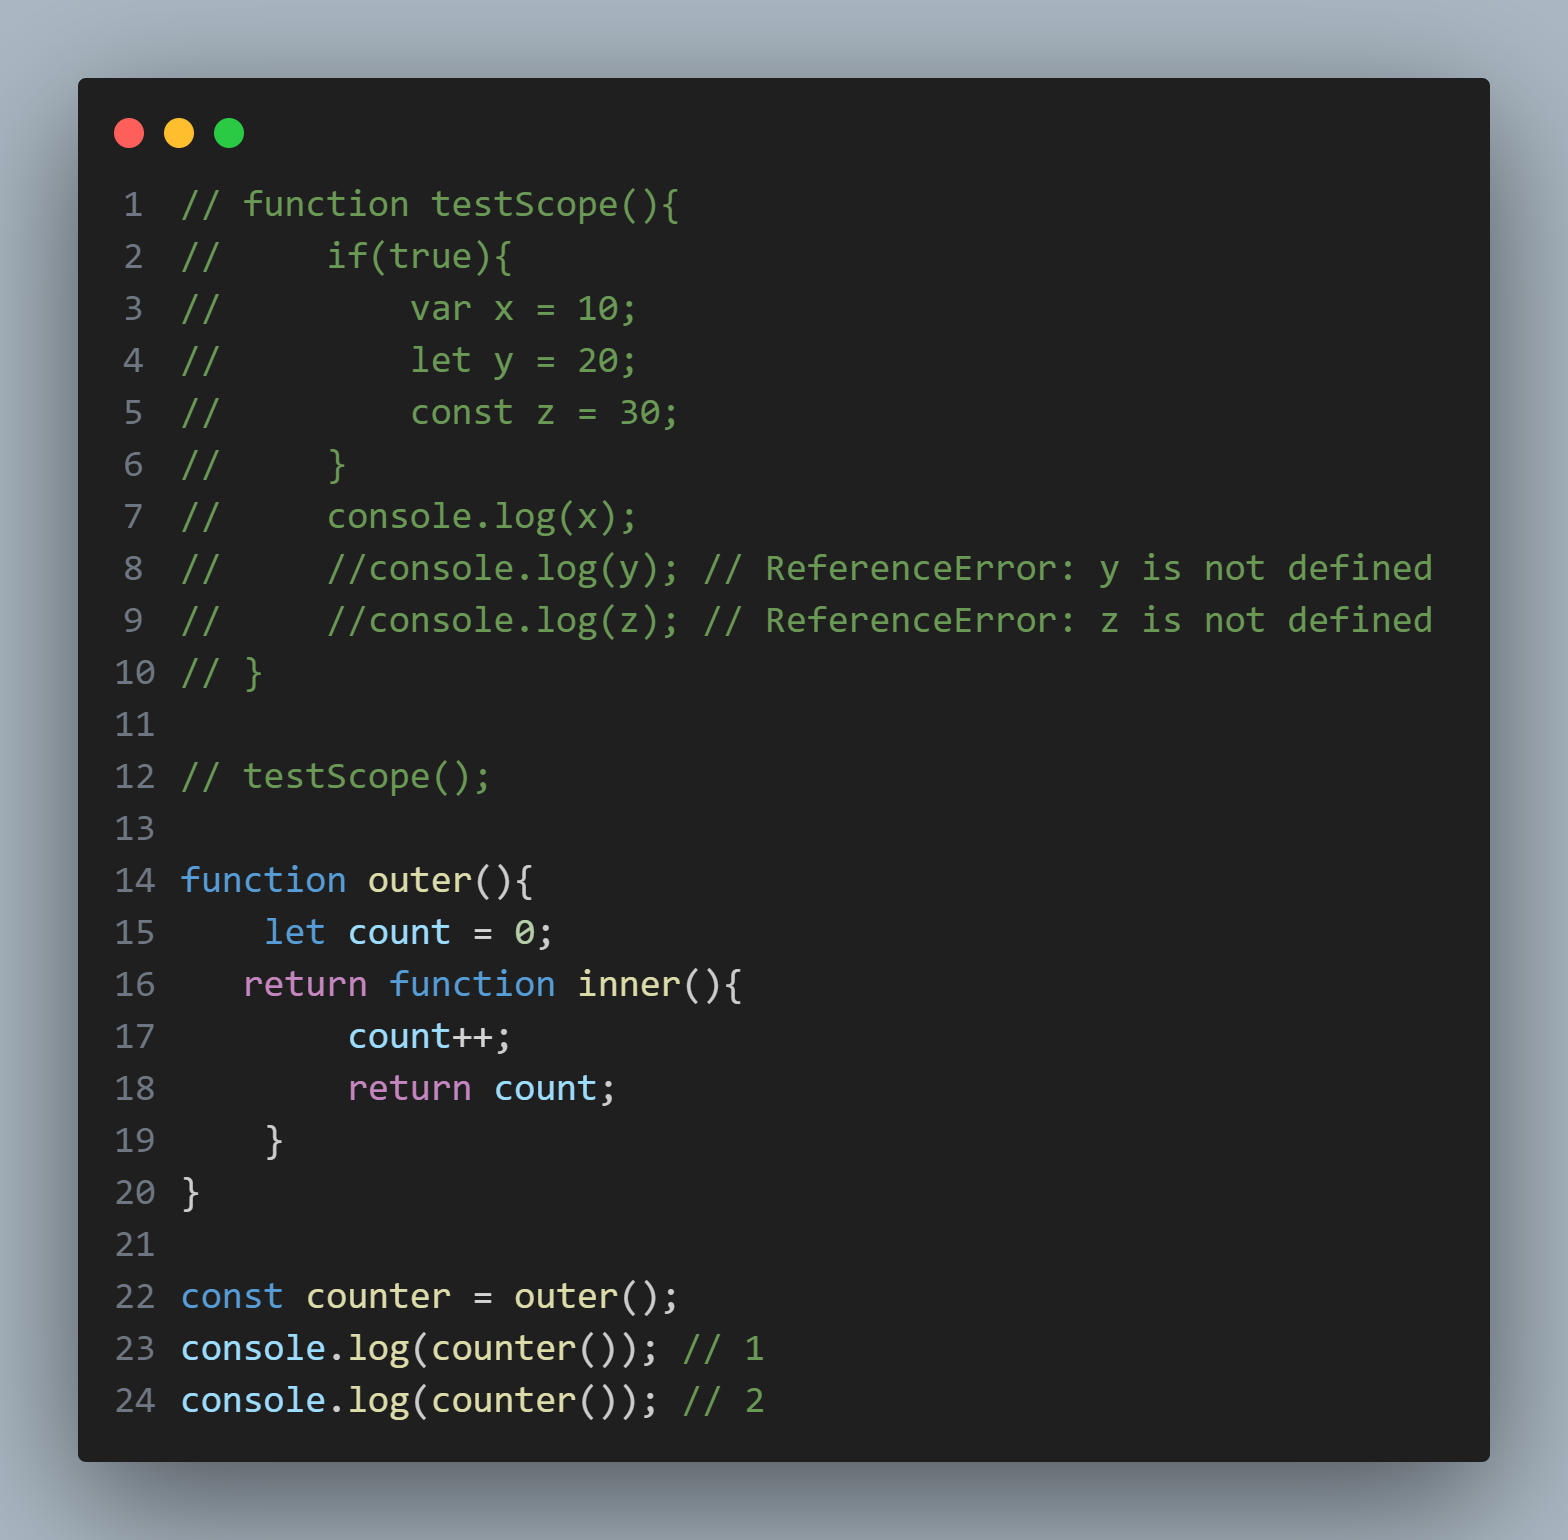 1 // function testScope(){
2 //     if(true){
3 //         var x = 10;
4 //         let y = 20;
5 //         const z = 30;
6 //     }
7 //     console.log(x);
8 //     //console.log(y); // ReferenceError: y is not defined
9 //     //console.log(z); // ReferenceError: z is not defined
10 // }
11
12 // testScope();
13
14 function outer(){
15     let count = 0;
16    return function inner(){
17         count++;
18         return count;
19     }
20 }
21
22 const counter = outer();
23 console.log(counter()); // 1
24 console.log(counter()); // 2